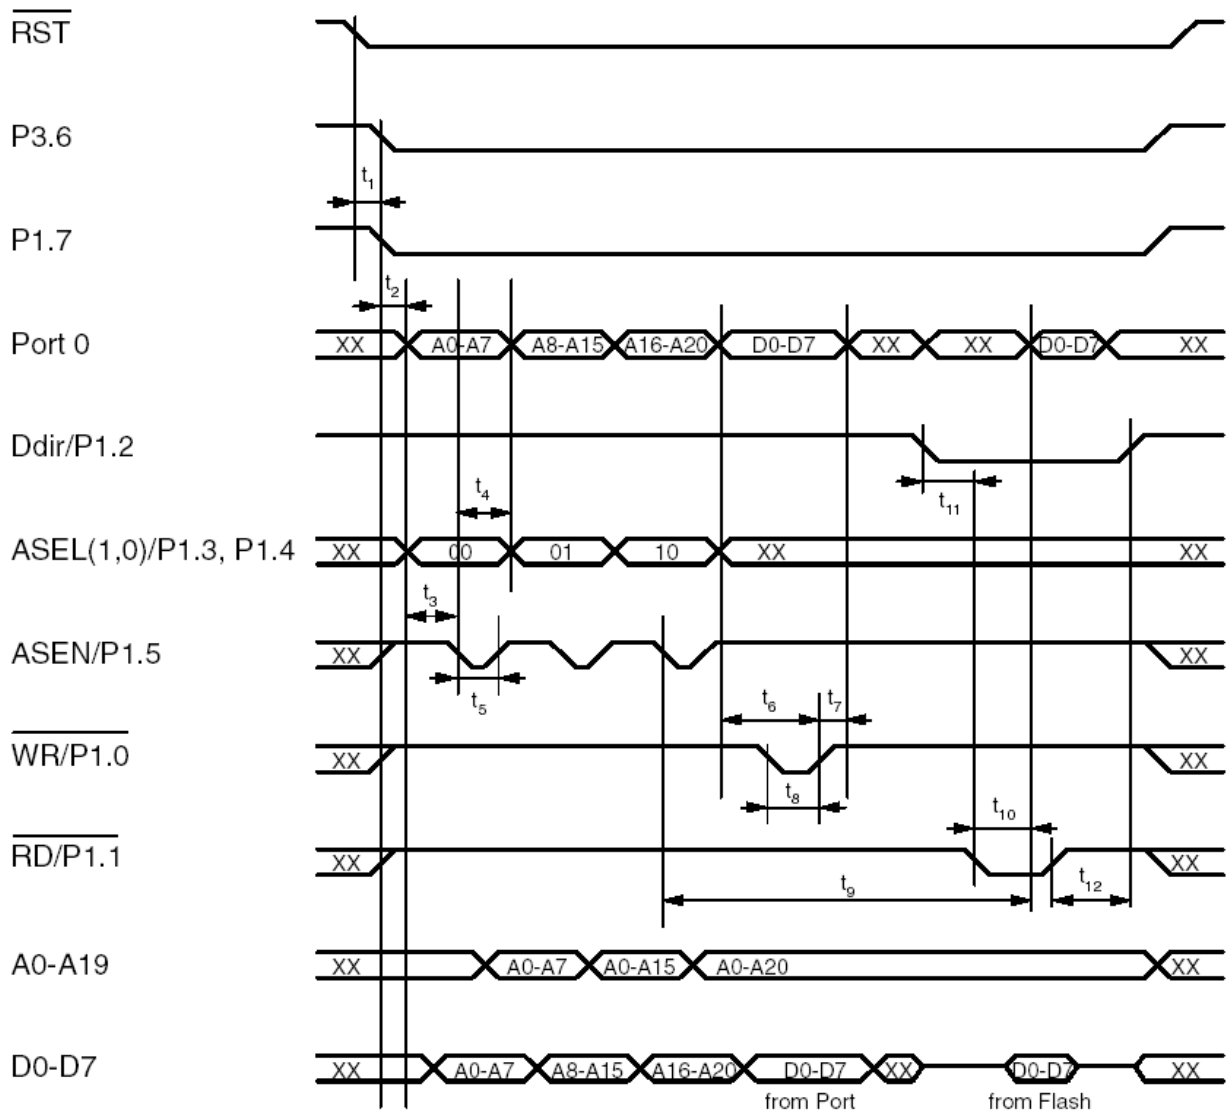 RST
P3.6
t1
P1.7
t2
Port 0 XX A0-A7 A8-A15 A16-A20 D0-D7 XX XX D0-D7 XX
Ddir/P1.2
t4 t11
ASEL(1,0)/P1.3, P1.4 XX 00 01 10 XX XX
t3
ASEN/P1.5 XX XX
t5 t6 t7
WR/P1.0 XX XX
t8 t10
RD/P1.1 XX XX
t9 t12
A0-A19 XX A0-A7 A0-A15 A0-A20 XX
D0-D7 XX A0-A7 A8-A15 A16-A20 D0-D7 XX D0-D7 XX
from Port from Flash